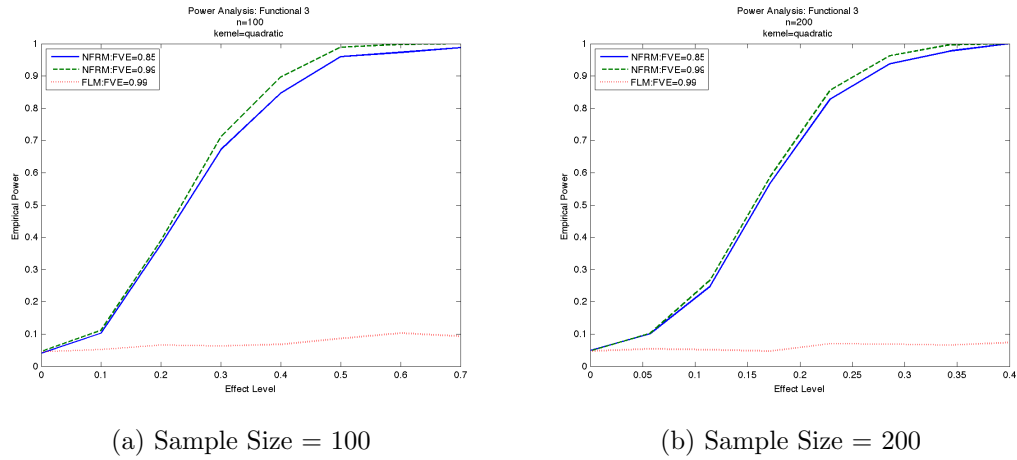 Power Analysis: Functional 3
n=100
kernel=quadratic
NFRM:FVE=0.85
NFRM:FVE=0.99
FLM:FVE=0.99
Empirical Power
1
0.9
0.8
0.7
0.6
0.5
0.4
0.3
0.2
0.1
0
0 0.1 0.2 0.3 0.4 0.5 0.6 0.7
Effect Level
(a) Sample Size = 100
Power Analysis: Functional 3
n=200
kernel=quadratic
NFRM:FVE=0.85
NFRM:FVE=0.99
FLM:FVE=0.99
Empirical Power
1
0.9
0.8
0.7
0.6
0.5
0.4
0.3
0.2
0.1
0
0 0.05 0.1 0.15 0.2 0.25 0.3 0.35 0.4
Effect Level
(b) Sample Size = 200